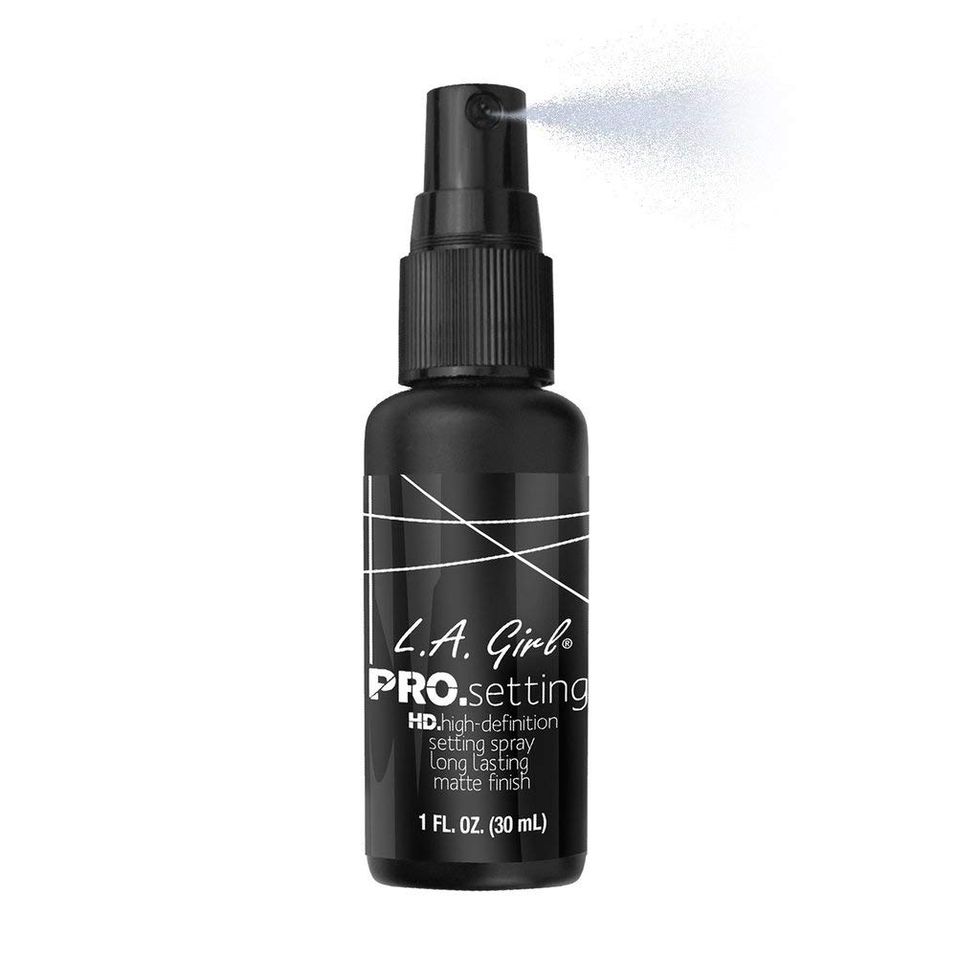 L.A. Girl®
PRO.setting
HD.high-definition
setting spray
long lasting
matte finish
1 FL. OZ. (30 mL)